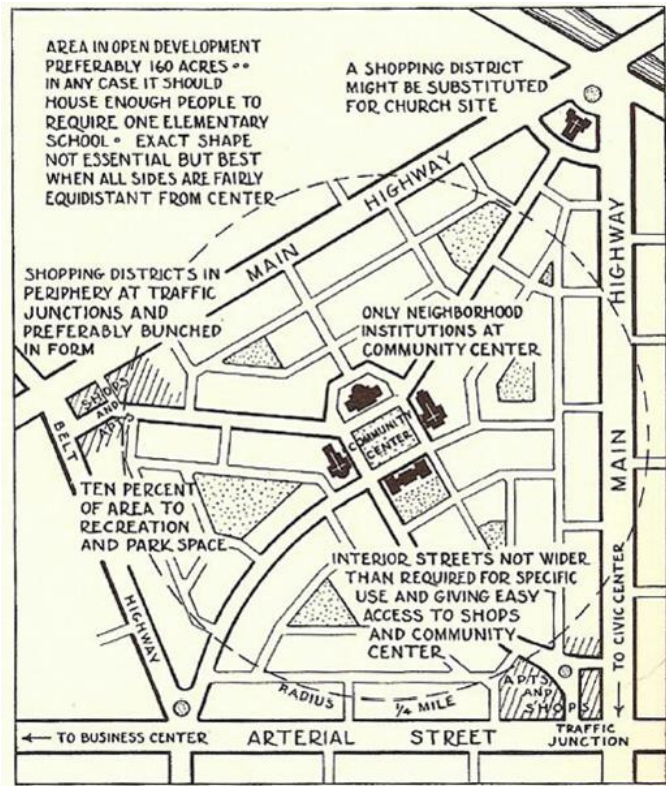 AREA IN OPEN DEVELOPMENT
PREFERABLY 160 ACRES ••
IN ANY CASE IT SHOULD
HOUSE ENOUGH PEOPLE TO
REQUIRE ONE ELEMENTARY
SCHOOL • EXACT SHAPE
NOT ESSENTIAL BUT BEST
WHEN ALL SIDES ARE FAIRLY
EQUIDISTANT FROM CENTER
A SHOPPING DISTRICT
MIGHT BE SUBSTITUTED
FOR CHURCH SITE
MAIN HIGHWAY
HIGHWAY
SHOPPING DISTRICTS IN
PERIPHERY AT TRAFFIC
JUNCTIONS AND
PREFERABLY BUNCHED
IN FORM
ONLY NEIGHBORHOOD
INSTITUTIONS AT
COMMUNITY CENTER
SHOPS
AND
APTS
BELT
COMMUNITY
CENTER
MAIN
TEN PERCENT
OF AREA TO
RECREATION
AND PARK SPACE
INTERIOR STREETS NOT WIDER
THAN REQUIRED FOR SPECIFIC
USE AND GIVING EASY
ACCESS TO SHOPS
AND COMMUNITY
CENTER
HIGHWAY
TO CIVIC CENTER →
RADIUS ¼ MILE
APTS
AND
SHOPS
← TO BUSINESS CENTER
ARTERIAL STREET
TRAFFIC
JUNCTION